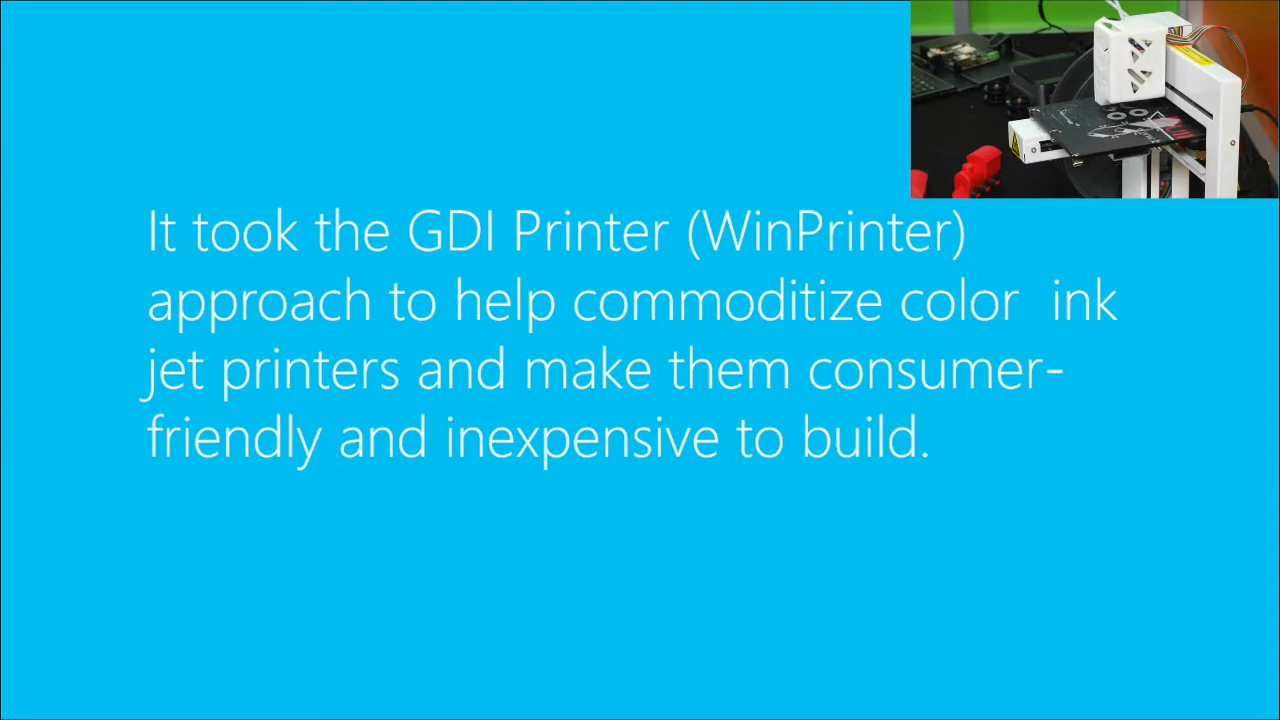 It took the GDI Printer (WinPrinter)
approach to help commoditize color ink
jet printers and make them consumer-
friendly and inexpensive to build.